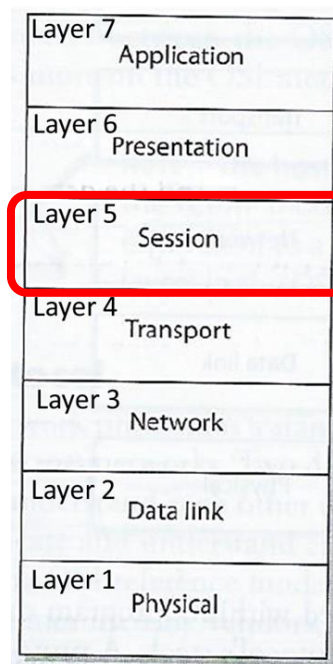 Layer 7
Application
Layer 6
Presentation
Layer 5
Session
Layer 4
Transport
Layer 3
Network
Layer 2
Data link
Layer 1
Physical